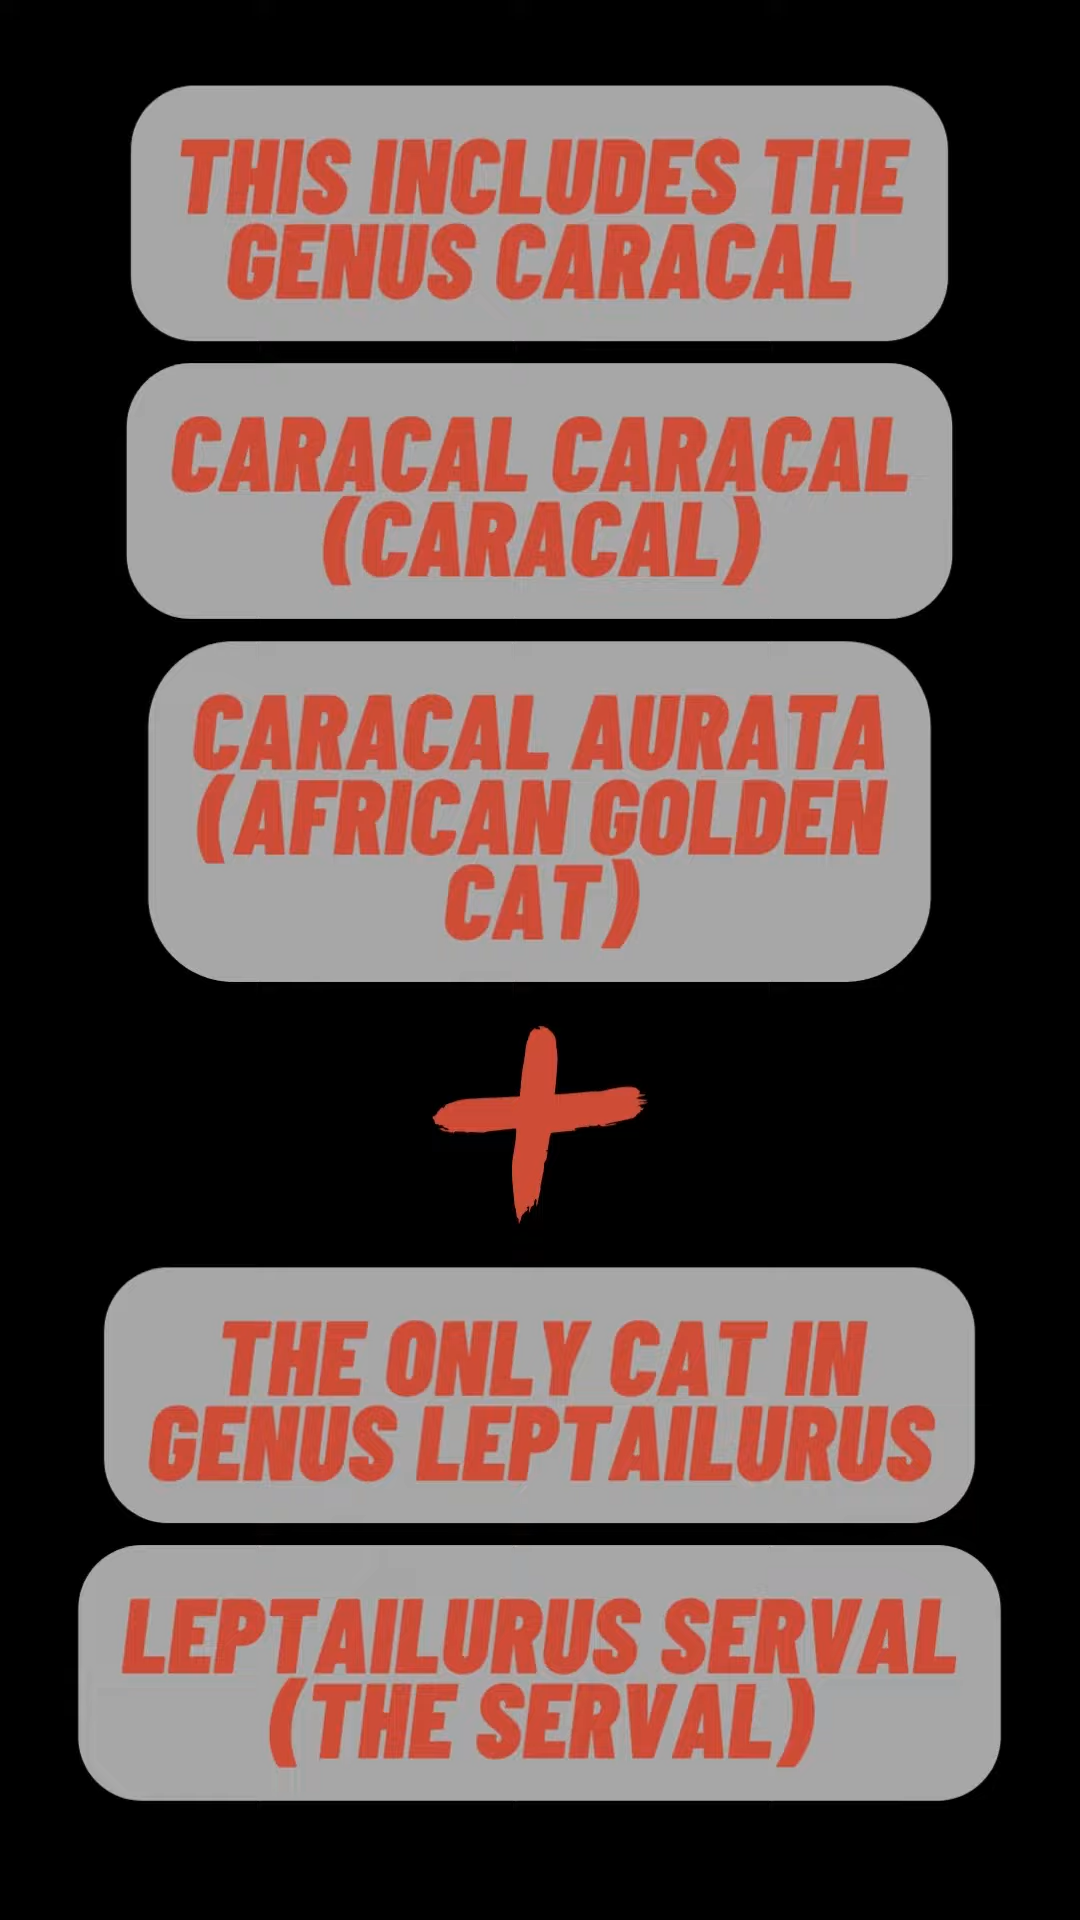 THIS INCLUDES THE
GENUS CARACAL
CARACAL CARACAL
(CARACAL)
CARACAL AURATA
(AFRICAN GOLDEN
CAT)
+
THE ONLY CAT IN
GENUS LEPTAILURUS
LEPTAILURUS SERVAL
(THE SERVAL)